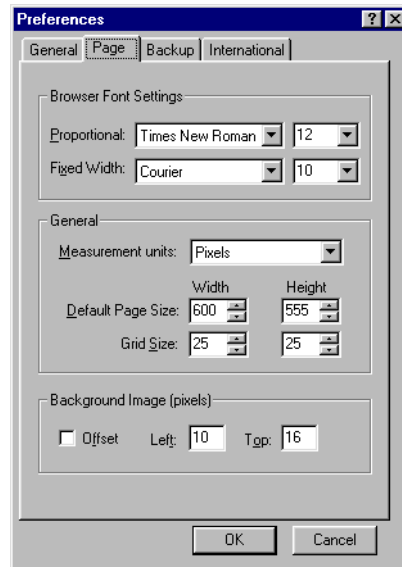 Preferences ? X
General Page Backup International
Browser Font Settings
Proportional: Times New Roman 12
Fixed Width: Courier 10
General
Measurement units: Pixels
Width Height
Default Page Size: 600 555
Grid Size: 25 25
Background Image (pixels)
Offset Left: 10 Top: 16
OK Cancel